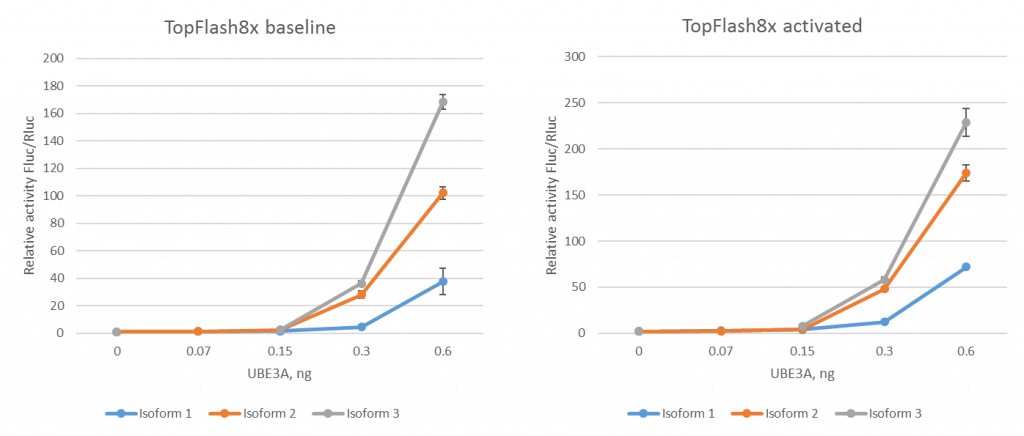 TopFlash8x baseline
200
180
160
140
120
100
80
60
40
20
0
Relative activity Fluc/Rluc
0 0.07 0.15 0.3 0.6
UBE3A, ng
Isoform 1 Isoform 2 Isoform 3
TopFlash8x activated
300
250
200
150
100
50
0
Relative activity Fluc/Rluc
0 0.07 0.15 0.3 0.6
UBE3A, ng
Isoform 1 Isoform 2 Isoform 3